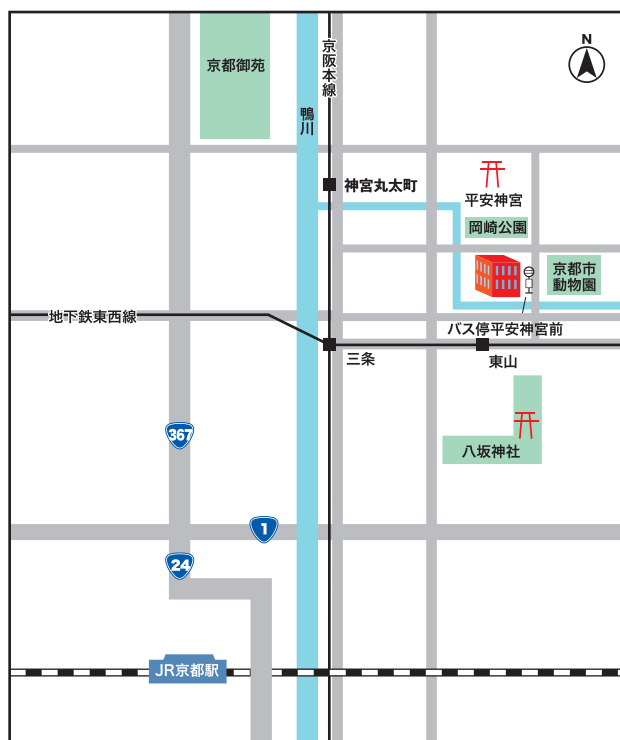 N
京都御苑
京阪本線
鴨川
神宮丸太町
平安神宮
岡崎公園
京都市
動物園
地下鉄東西線
バス停平安神宮前
三条
東山
367
八坂神社
1
24
JR京都駅